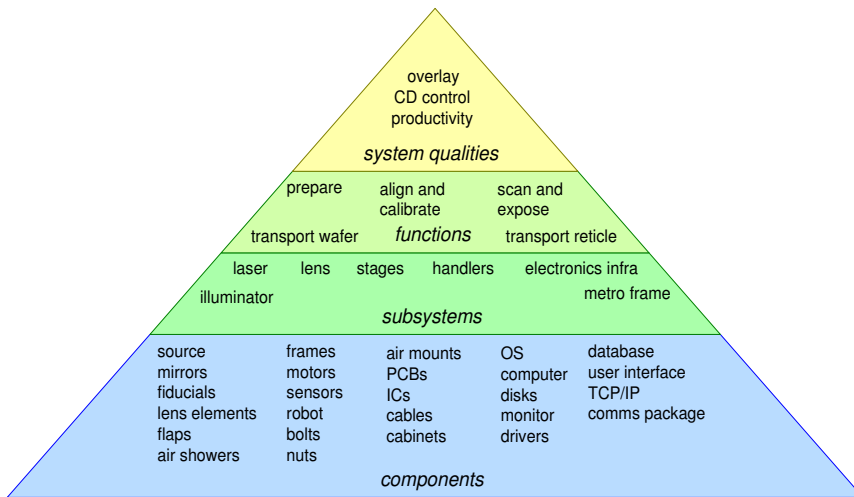 overlay
CD control
productivity
system qualities
prepare
align and
calibrate
scan and
expose
transport wafer
functions
transport reticle
laser
lens
stages
handlers
electronics infra
illuminator
metro frame
subsystems
source
mirrors
fiducials
lens elements
flaps
air showers
frames
motors
sensors
robot
bolts
nuts
air mounts
PCBs
ICs
cables
cabinets
OS
computer
disks
monitor
drivers
database
user interface
TCP/IP
comms package
components